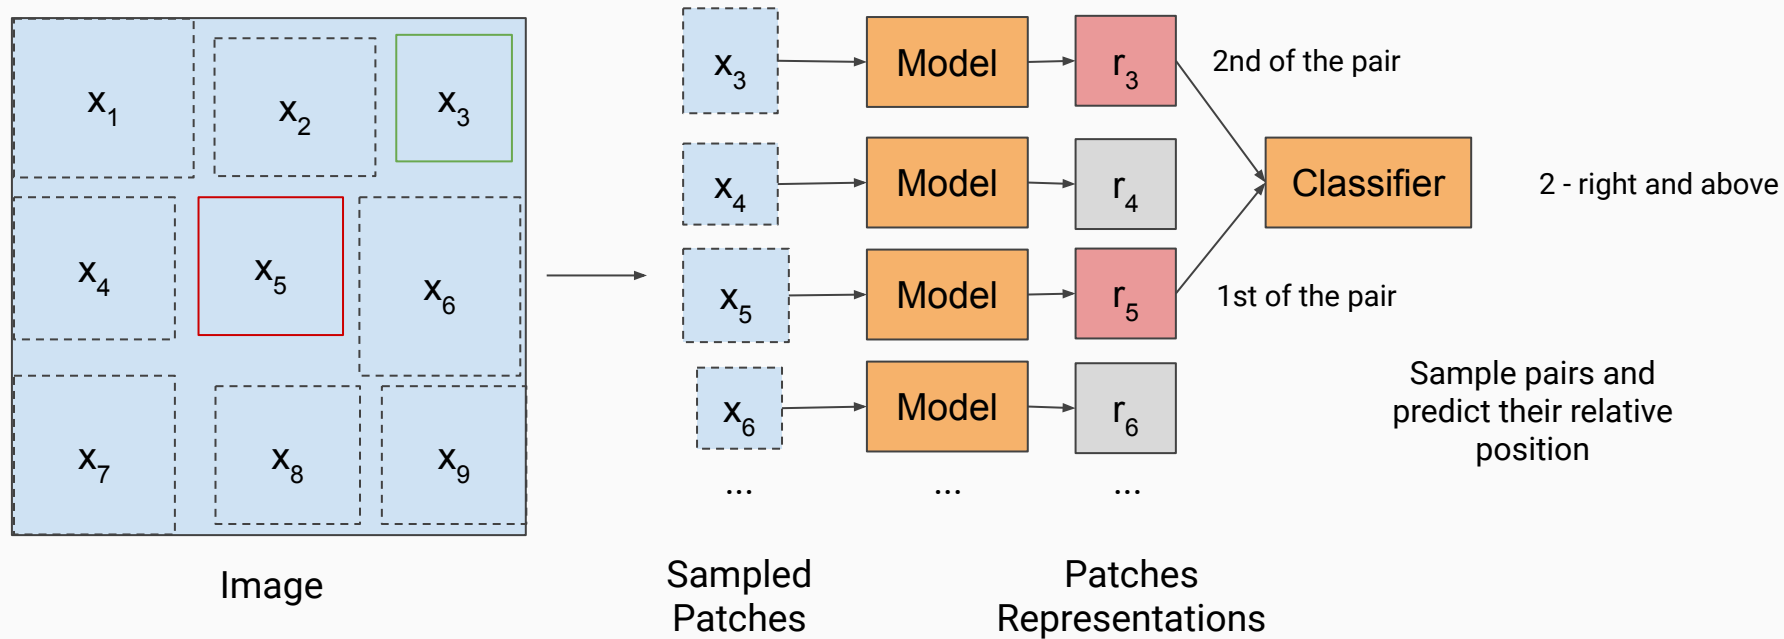 x1
x2
x3
x4
x5
x6
x7
x8
x9
Image
x3 Model r3 2nd of the pair
x4 Model r4 Classifier 2 - right and above
x5 Model r5 1st of the pair
x6 Model r6
... ... ...
Sample pairs and
predict their relative
position
Sampled
Patches
Patches
Representations